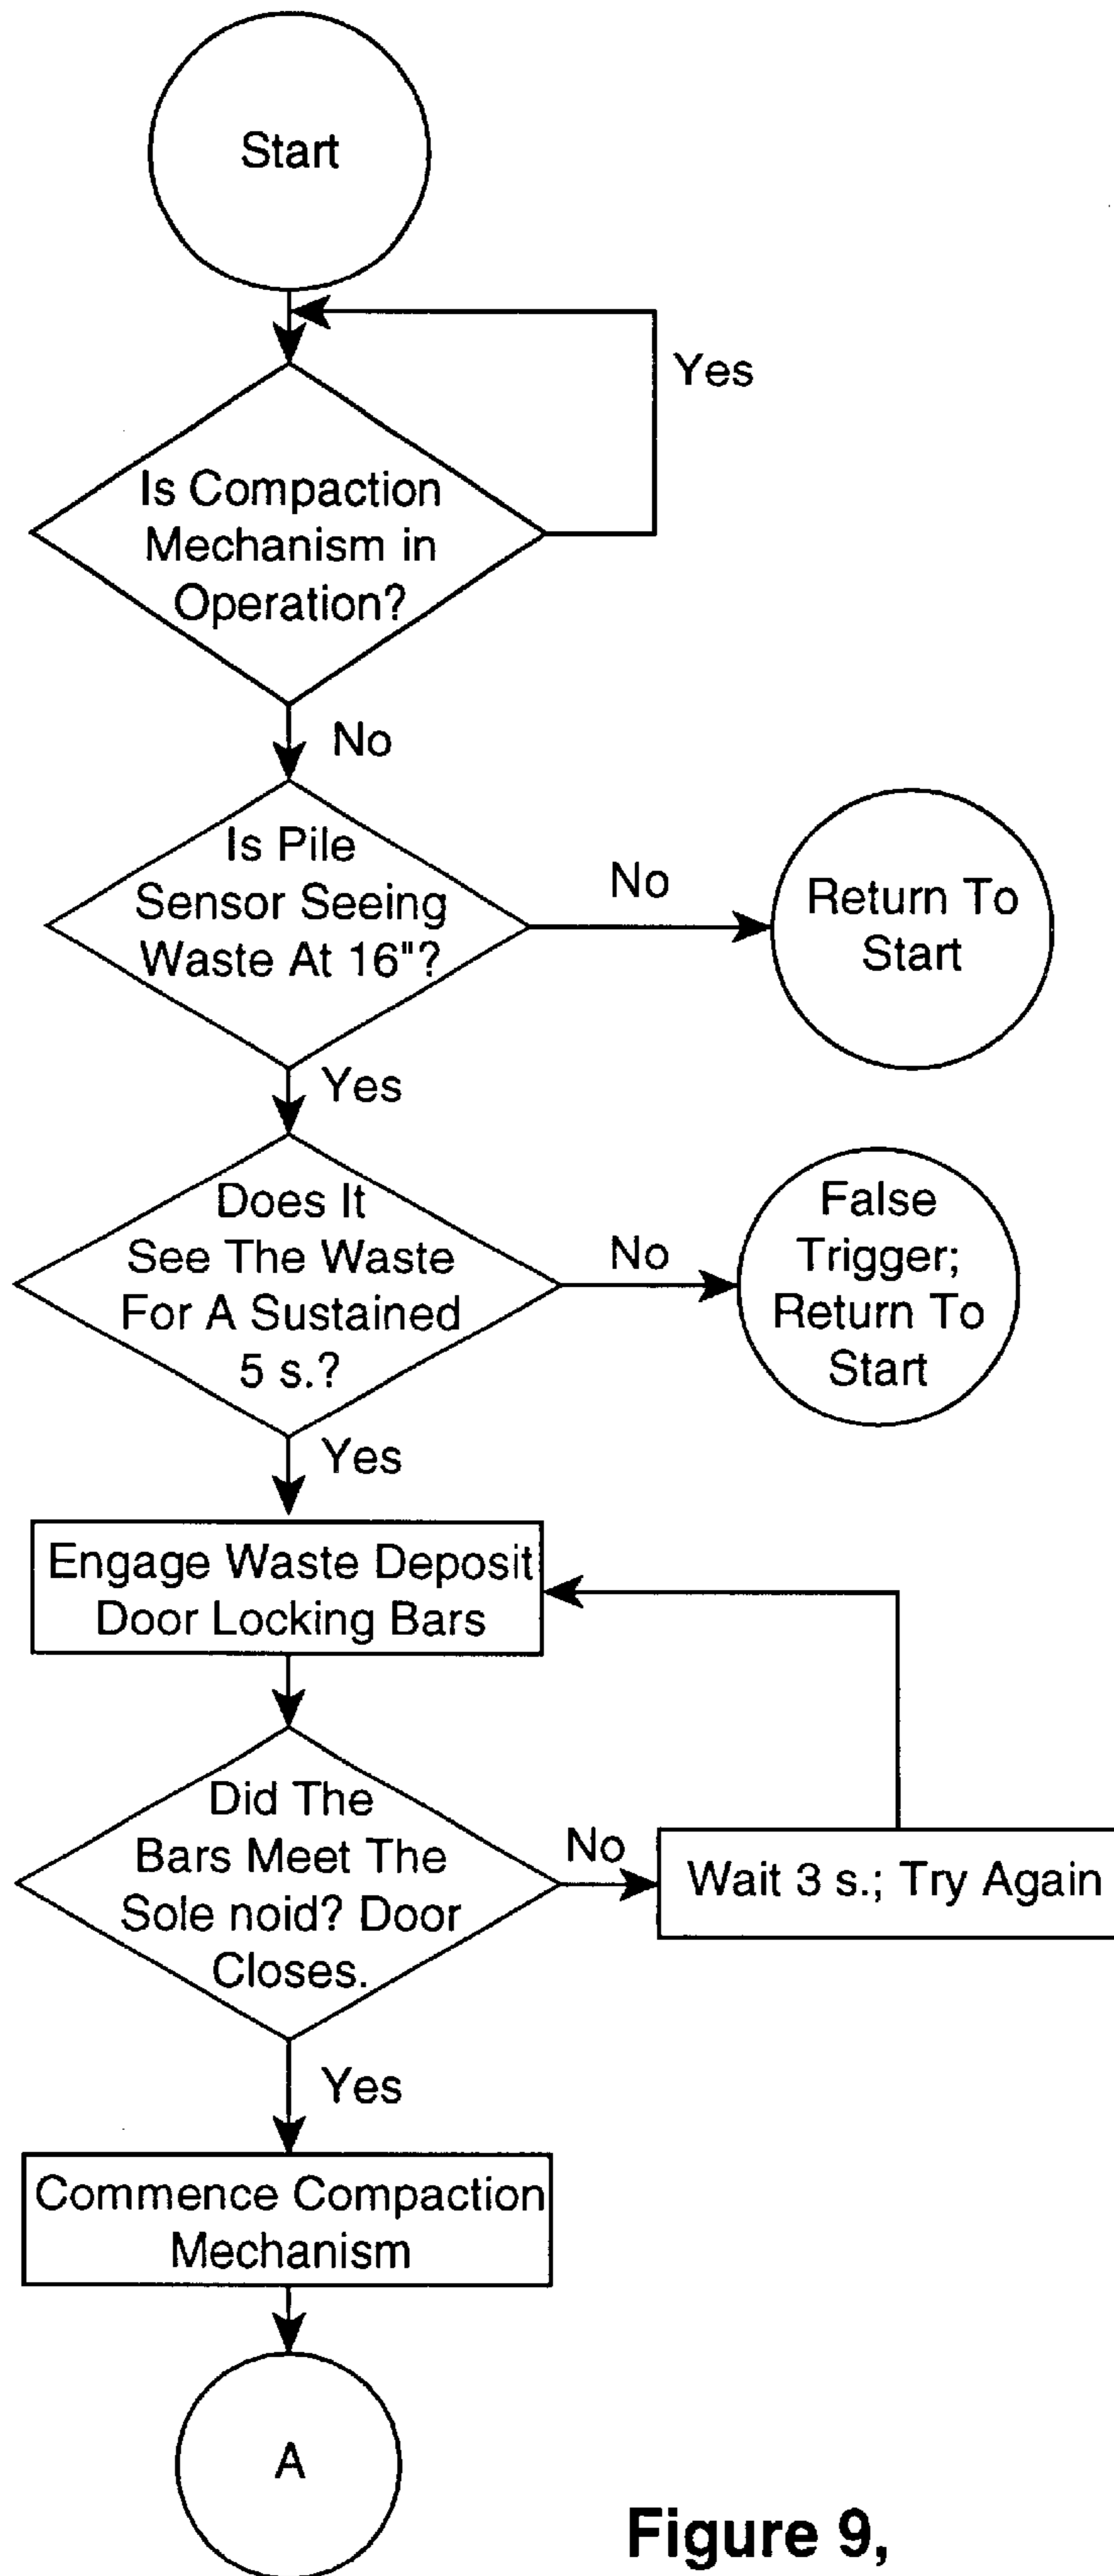 Start
Yes
Is Compaction
Mechanism in
Operation?
No
Is Pile
Sensor Seeing
Waste At 16"?
No
Return To
Start
Yes
Does It
See The Waste
For A Sustained
5 s.?
No
False
Trigger;
Return To
Start
Yes
Engage Waste Deposit
Door Locking Bars
Did The
Bars Meet The
Sole noid? Door
Closes.
No
Wait 3 s.; Try Again
Yes
Commence Compaction
Mechanism
A
Figure 9,